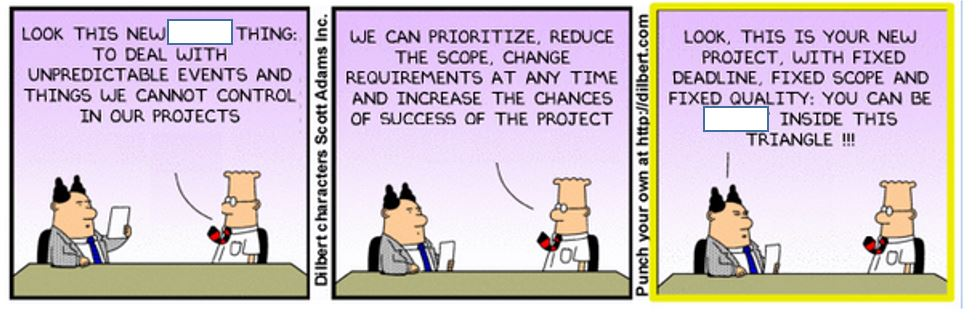 LOOK THIS NEW THING:
TO DEAL WITH
UNPREDICTABLE EVENTS AND
THINGS WE CANNOT CONTROL
IN OUR PROJECTS
Dilbert characters Scott Adams Inc.
WE CAN PRIORITIZE, REDUCE
THE SCOPE, CHANGE
REQUIREMENTS AT ANY TIME
AND INCREASE THE CHANCES
OF SUCCESS OF THE PROJECT
Punch your own at http://dilbert.com
LOOK, THIS IS YOUR NEW
PROJECT, WITH FIXED
DEADLINE, FIXED SCOPE AND
FIXED QUALITY: YOU CAN BE
INSIDE THIS
TRIANGLE !!!